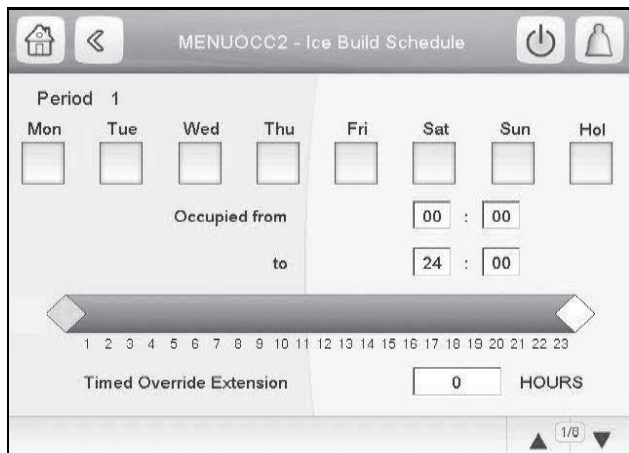 MENUOCC2 - Ice Build Schedule
Period 1
Mon Tue Wed Thu Fri Sat Sun Hol
Occupied from 00 : 00
to 24 : 00
1 2 3 4 5 6 7 8 9 10 11 12 13 14 15 16 17 18 19 20 21 22 23
Timed Override Extension 0 HOURS
1/6